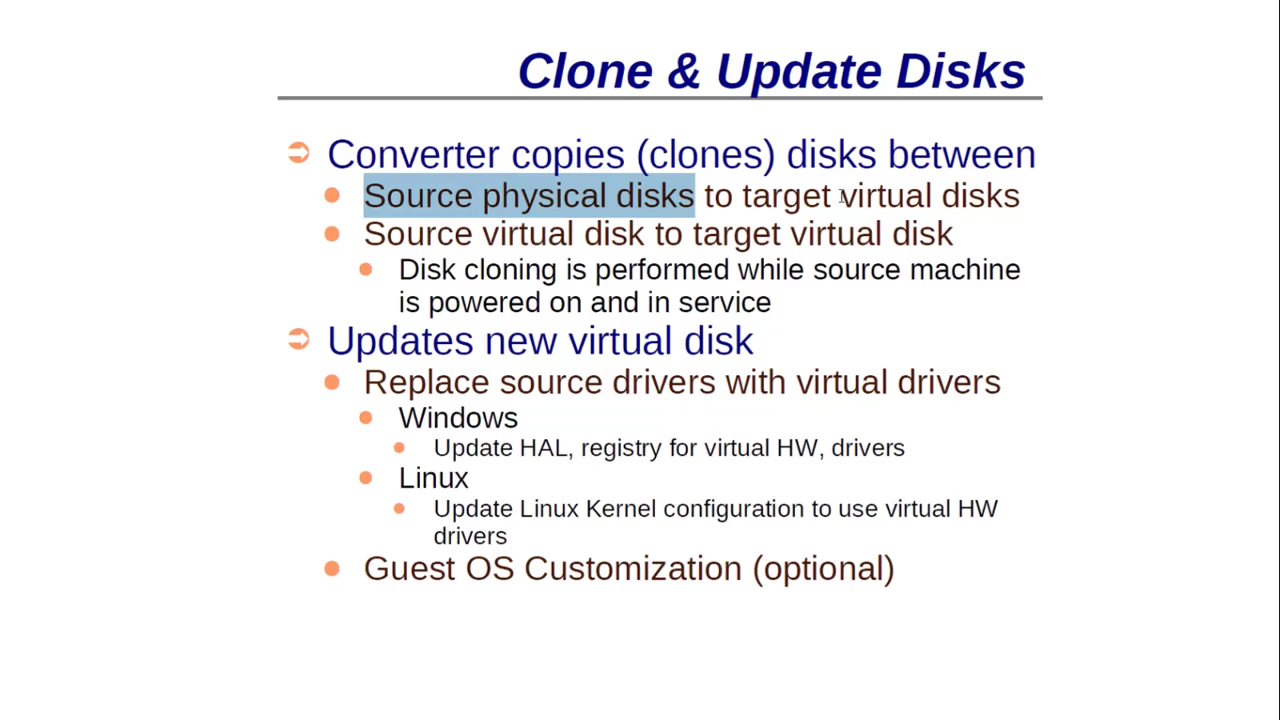 Clone & Update Disks
Converter copies (clones) disks between
Source physical disks to target virtual disks
Source virtual disk to target virtual disk
Disk cloning is performed while source machine
is powered on and in service
Updates new virtual disk
Replace source drivers with virtual drivers
Windows
Update HAL, registry for virtual HW, drivers
Linux
Update Linux Kernel configuration to use virtual HW
drivers
Guest OS Customization (optional)